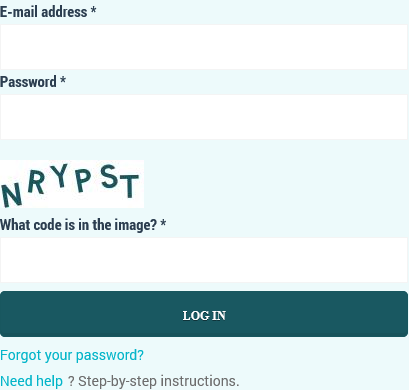 E-mail address *
Password *
NRYPST
What code is in the image? *
LOG IN
Forgot your password?
Need help ? Step-by-step instructions.